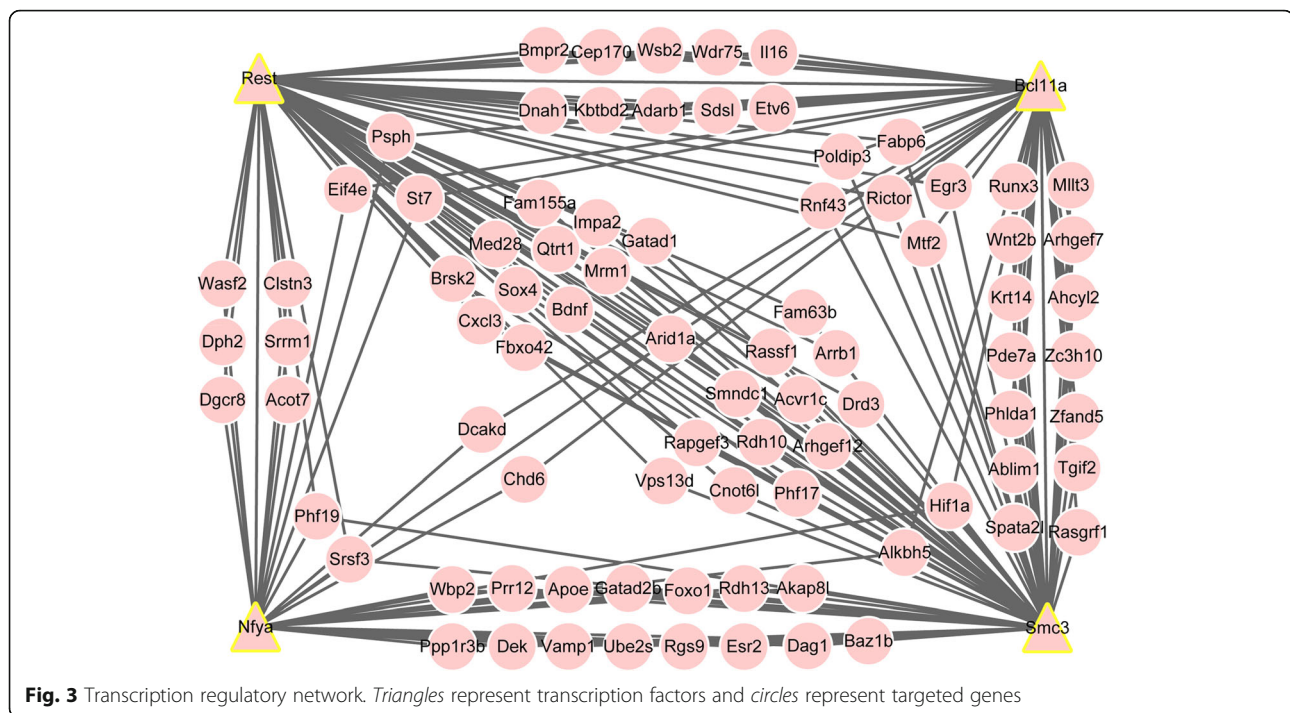 Bmpr2 Cep170 Wsb2 Wdr75 Il16
Rest Bcl11a
Dnah1 Kbtbd2 Adarb1 Sdsl Etv6
Psph Poldip3 Fabp6
Eif4e St7 Fam155a Rnf43 Rictor Egr3 Runx3 Mllt3
Impa2 Gatad1
Med28 Qtrt1 Mtf2 Wnt2b Arhgef7
Wasf2 Clstn3 Brsk2 Sox4 Mrm1 Krt14 Ahcyl2
Cxcl3 Bdnf Fam63b
Dph2 Srrm1 Fbxo42 Arid1a Rassf1 Arrb1 Pde7a Zc3h10
Dgcr8 Acot7 Smndc1 Acvr1c Drd3 Phlda1 Zfand5
Dcakd Rapgef3 Rdh10 Arhgef12
Chd6 Vps13d Cnot6l Phf17 Ablim1 Tgif2
Phf19 Hif1a Spata2l Rasgrf1
Srsf3 Alkbh5
Wbp2 Prr12 Apoe Gatad2b Foxo1 Rdh13 Akap8l
Nfya Smc3
Ppp1r3b Dek Vamp1 Ube2s Rgs9 Esr2 Dag1 Baz1b
Fig. 3 Transcription regulatory network. Triangles represent transcription factors and circles represent targeted genes